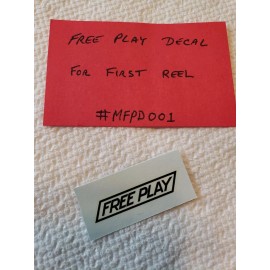 FREE PLAY DECAL
FOR FIRST REEL
#MFPD001
FREE PLAY